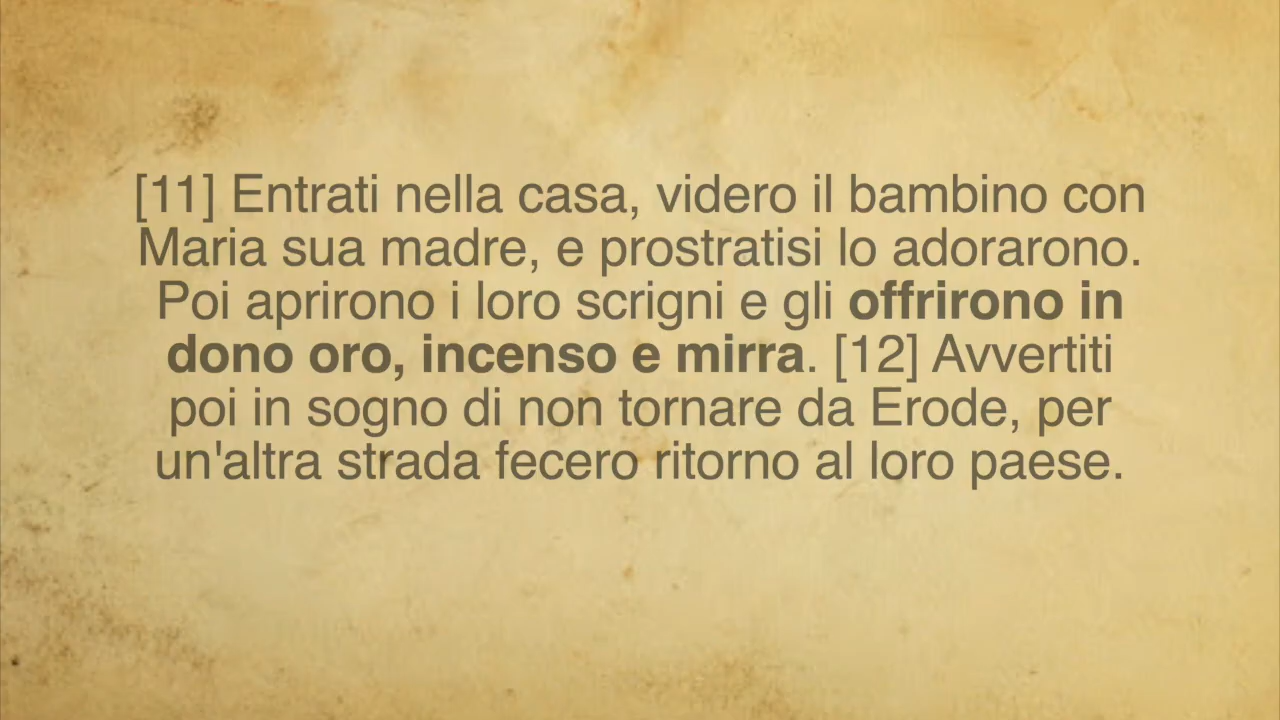 [11] Entrati nella casa, videro il bambino con
Maria sua madre, e prostratisi lo adorarono.
Poi aprirono i loro scrigni e gli offrirono in
dono oro, incenso e mirra. [12] Avvertiti
poi in sogno di non tornare da Erode, per
un'altra strada fecero ritorno al loro paese.